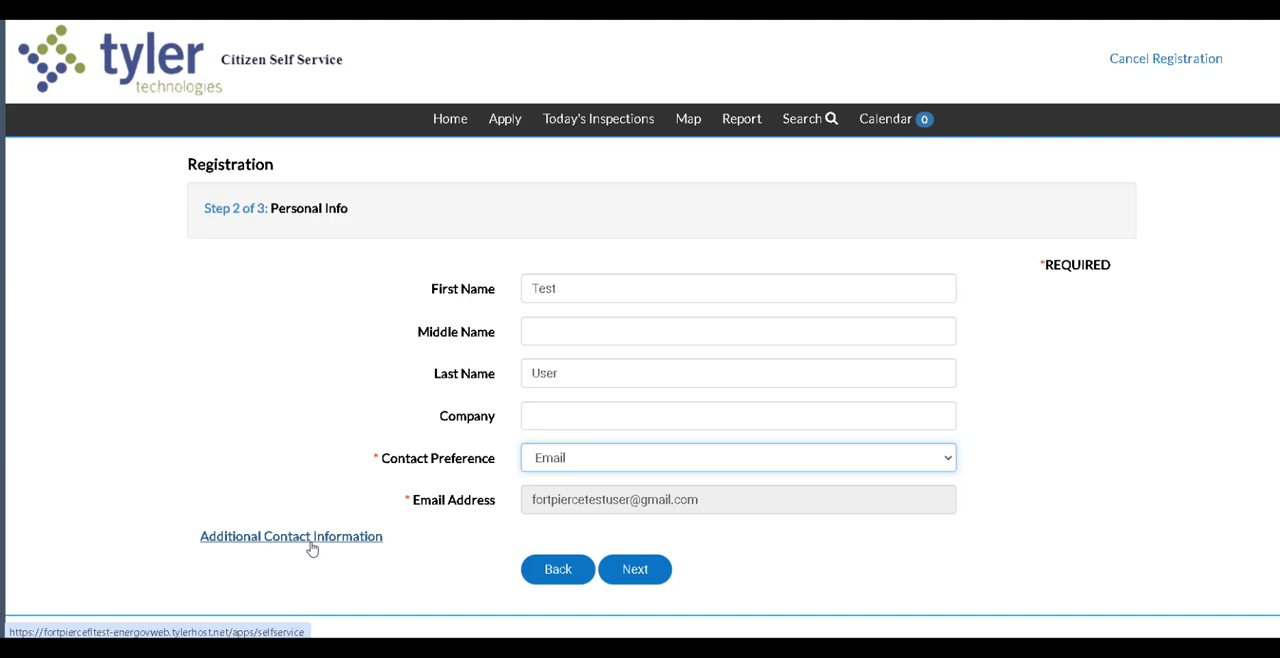 tyler
technologies
Citizen Self Service
Cancel Registration
Home Apply Today's Inspections Map Report Search Calendar 0
Registration
Step 2 of 3: Personal Info
*REQUIRED
First Name Test
Middle Name
Last Name User
Company
* Contact Preference Email
* Email Address fortpiercetestuser@gmail.com
Additional Contact Information
Back Next
https://fortpiercefltest-energovweb.tylerhost.net/apps/selfservice